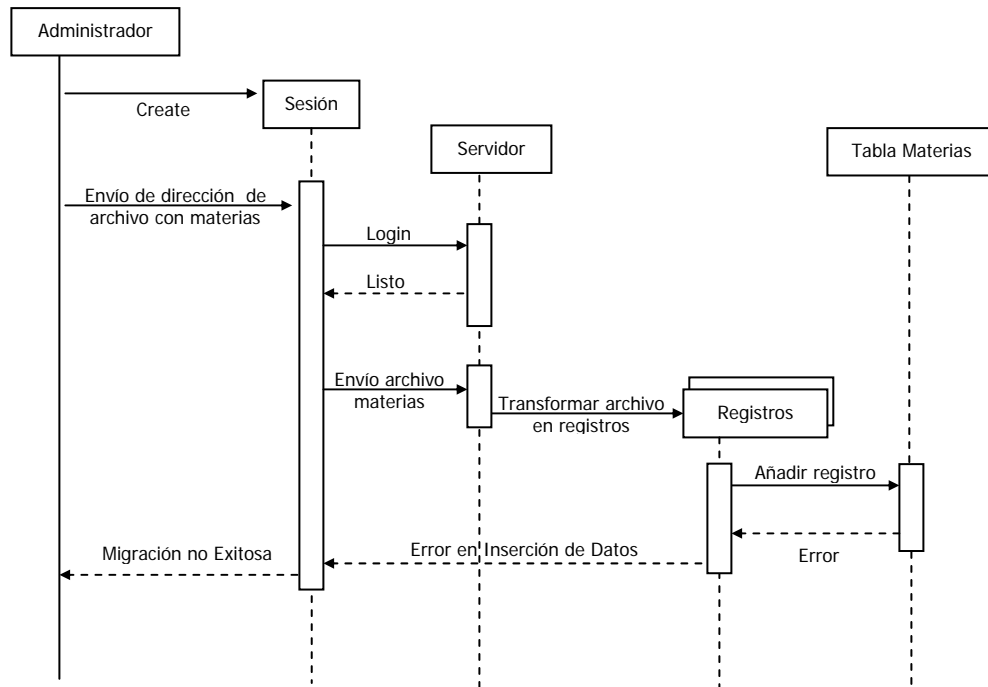 Administrador
Create
Sesión
Servidor
Tabla Materias
Envío de dirección de
archivo con materias
Login
Listo
Envío archivo
materias
Transformar archivo
en registros
Registros
Añadir registro
Error
Error en Inserción de Datos
Migración no Exitosa